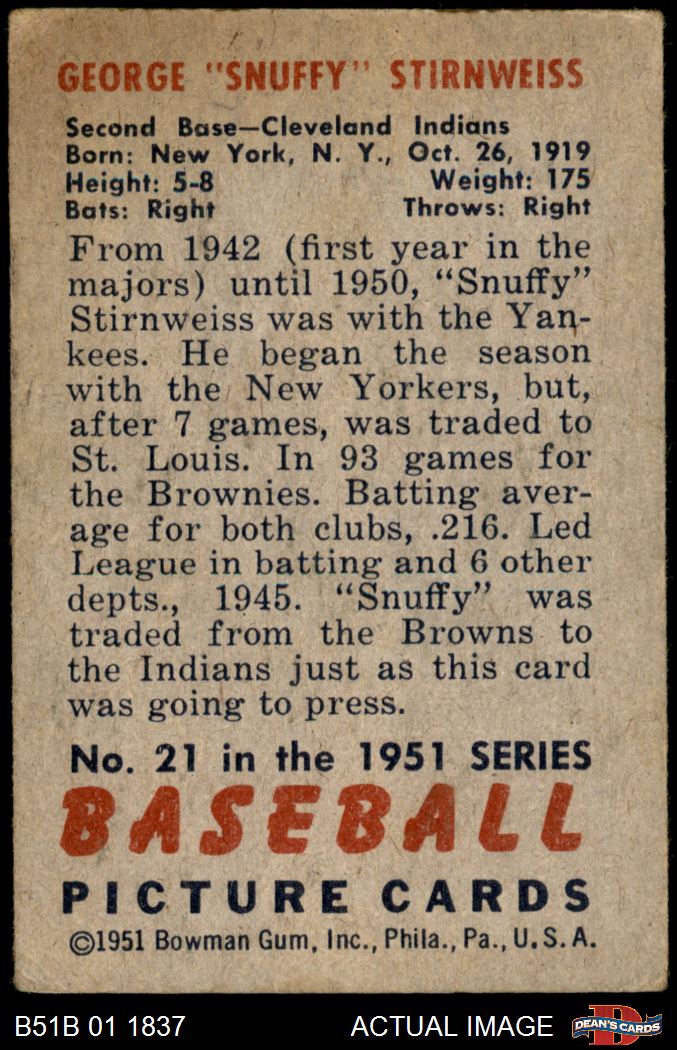 GEORGE "SNUFFY" STIRNWEISS
Second Base—Cleveland Indians
Born: New York, N. Y., Oct. 26, 1919
Height: 5-8 Weight: 175
Bats: Right Throws: Right
From 1942 (first year in the
majors) until 1950, "Snuffy"
Stirnweiss was with the Yan-
kees. He began the season
with the New Yorkers, but,
after 7 games, was traded to
St. Louis. In 93 games for
the Brownies. Batting aver-
age for both clubs, .216. Led
League in batting and 6 other
depts., 1945. "Snuffy" was
traded from the Browns to
the Indians just as this card
was going to press.
No. 21 in the 1951 SERIES
BASEBALL
PICTURE CARDS
©1951 Bowman Gum, Inc., Phila., Pa., U. S. A.
B51B 01 1837 ACTUAL IMAGE D DEAN'S CARDS